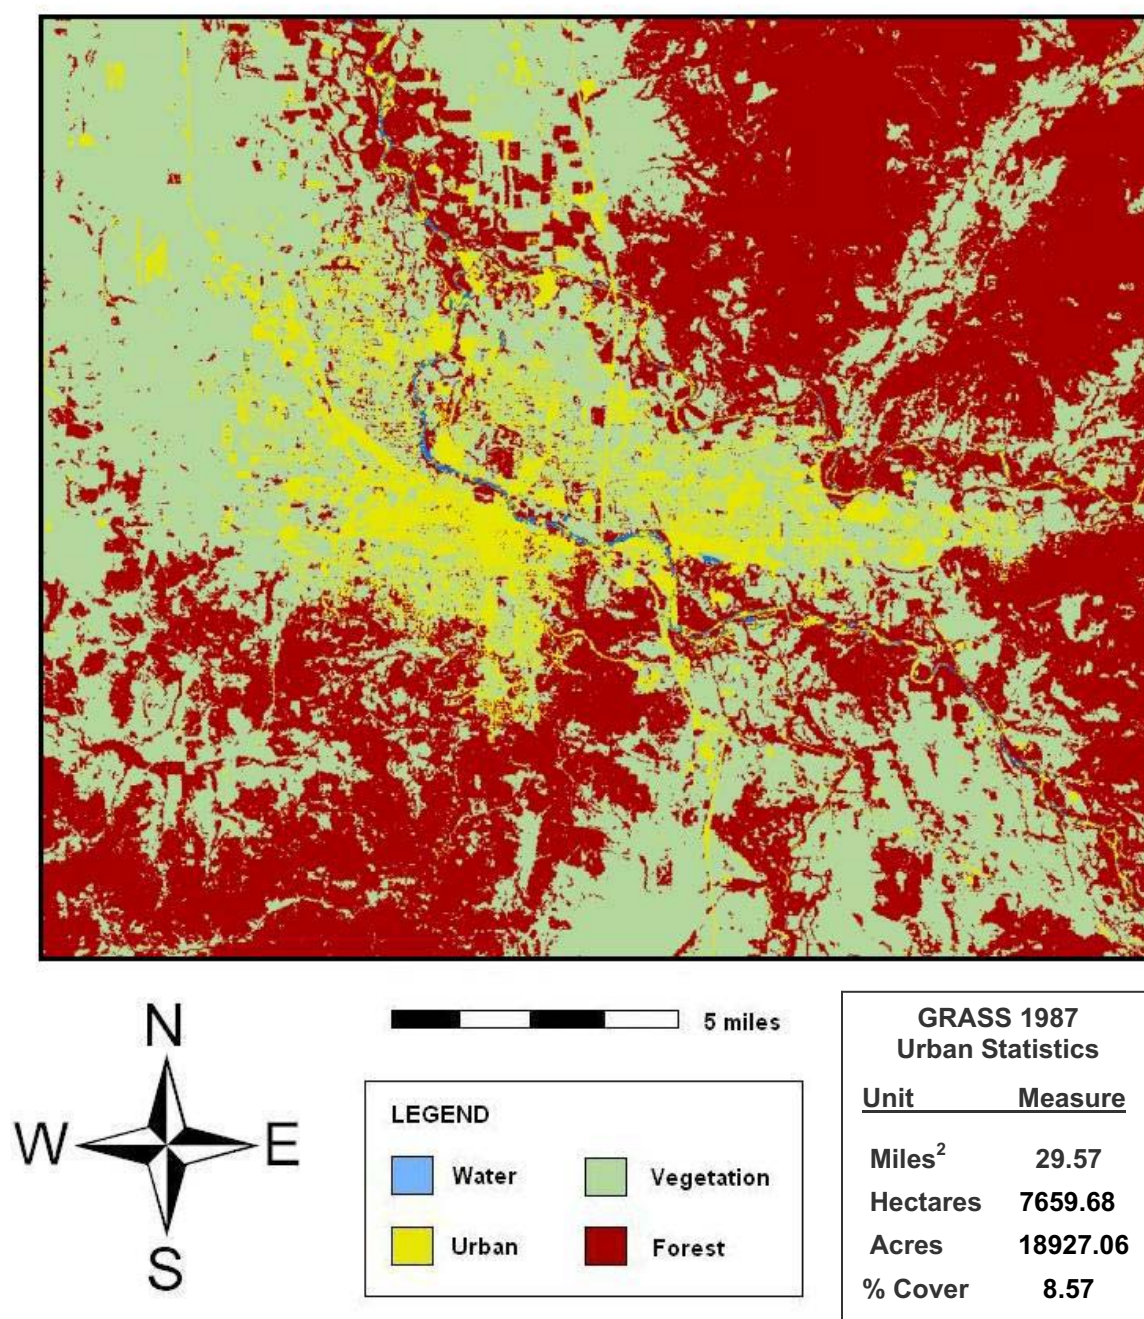 N
W E
S
5 miles
LEGEND
Water Vegetation
Urban Forest
GRASS 1987
Urban Statistics
Unit Measure
Miles² 29.57
Hectares 7659.68
Acres 18927.06
% Cover 8.57